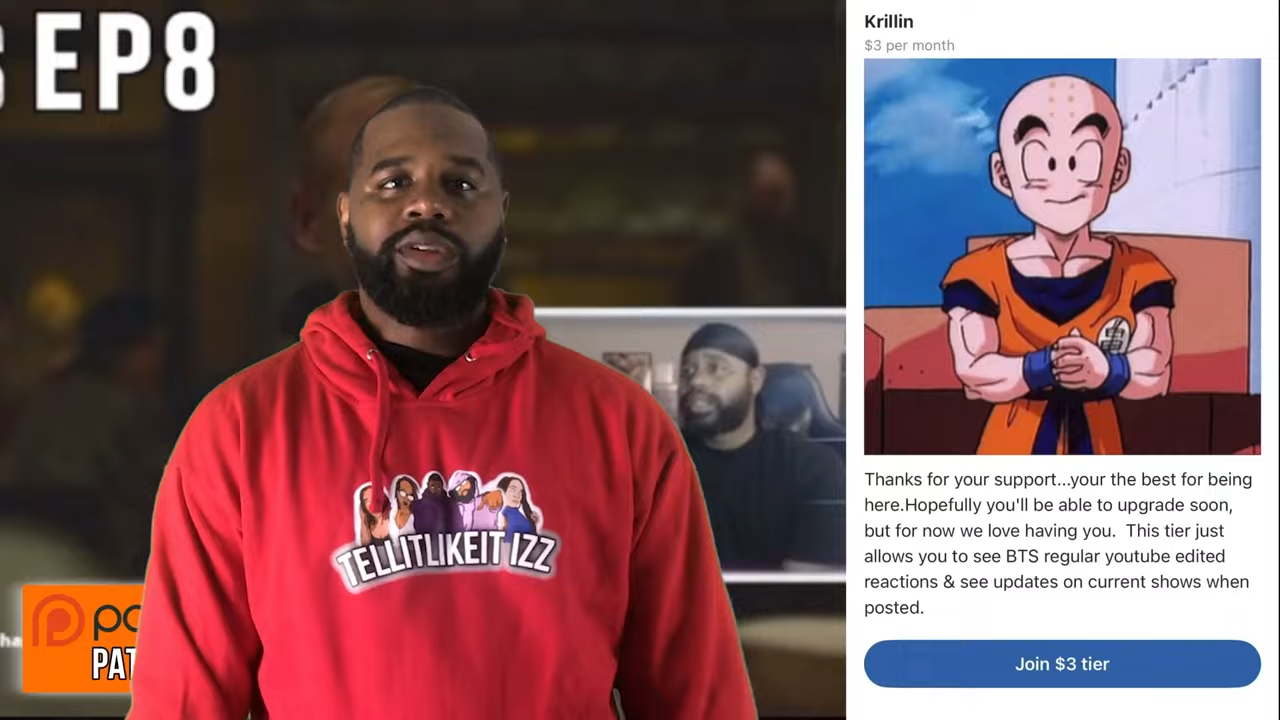 EP8
Krillin
$3 per month
TELLITLIKEIT IZZ
Thanks for your support...your the best for being
here.Hopefully you'll be able to upgrade soon,
but for now we love having you. This tier just
allows you to see BTS regular youtube edited
reactions & see updates on current shows when
posted.
Join $3 tier